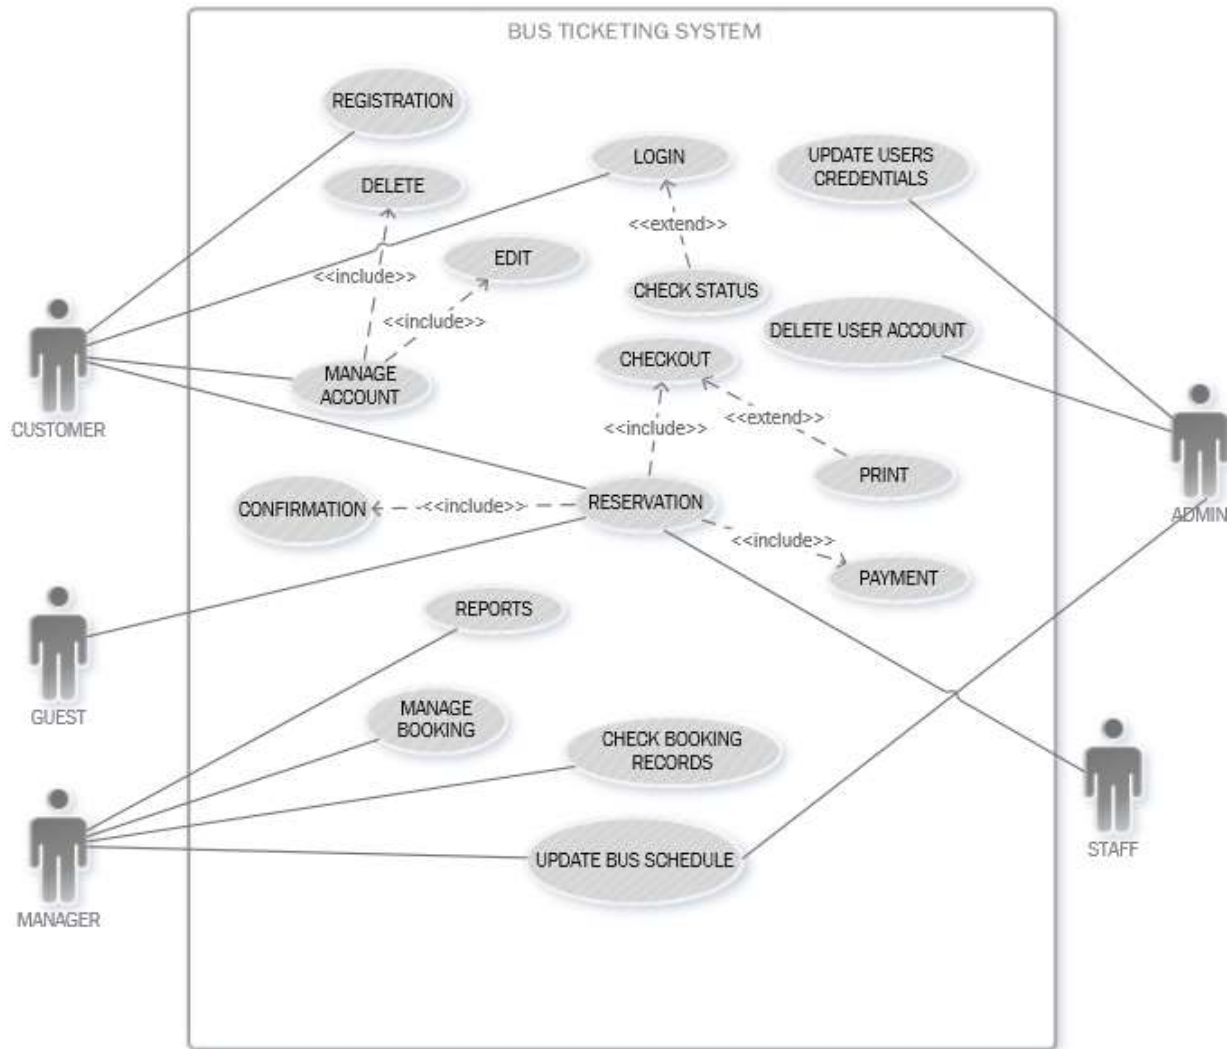 BUS TICKETING SYSTEM
REGISTRATION
LOGIN
UPDATE USERS
CREDENTIALS
DELETE
<<extend>>
EDIT
<<include>>
CHECK STATUS
<<include>>
DELETE USER ACCOUNT
CHECKOUT
MANAGE
ACCOUNT
CUSTOMER
<<extend>>
<<include>>
PRINT
CONFIRMATION
<<include>>
RESERVATION
ADMIN
<<include>>
PAYMENT
REPORTS
GUEST
MANAGE
BOOKING
CHECK BOOKING
RECORDS
STAFF
UPDATE BUS SCHEDULE
MANAGER